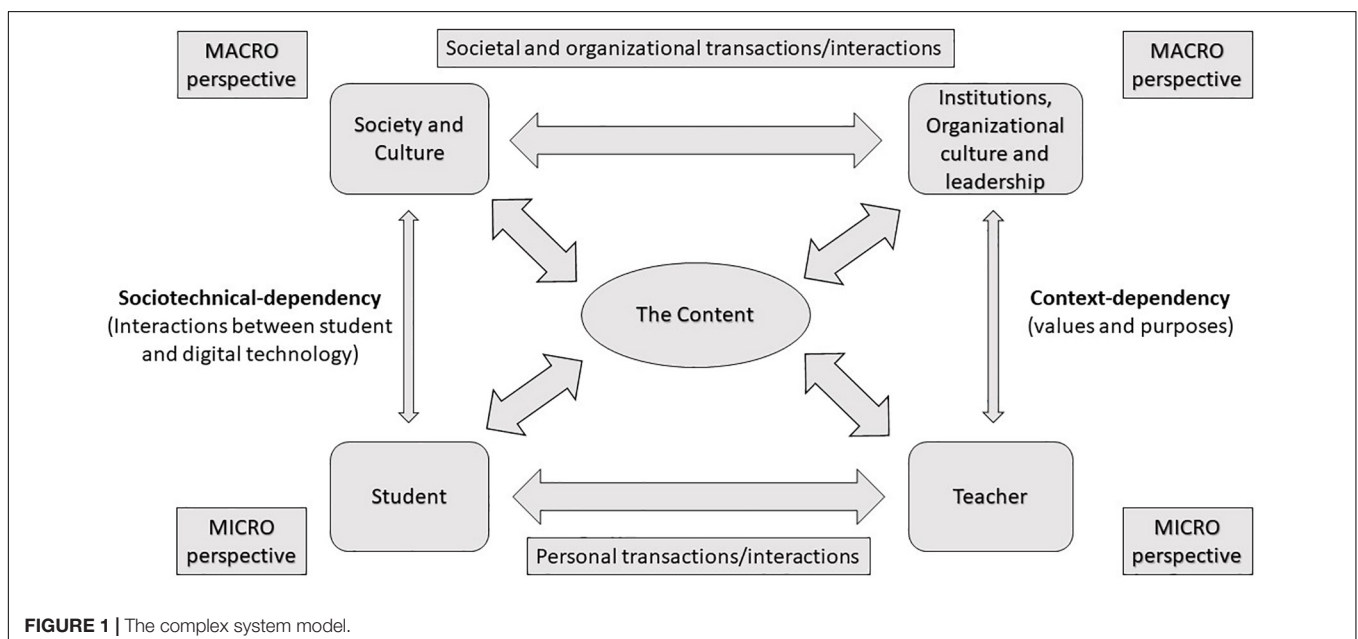 MACRO
perspective
Societal and organizational transactions/interactions
MACRO
perspective
Society and
Culture
Institutions,
Organizational
culture and
leadership
Sociotechnical-dependency
(Interactions between student
and digital technology)
The Content
Context-dependency
(values and purposes)
Student
Teacher
MICRO
perspective
Personal transactions/interactions
MICRO
perspective
FIGURE 1 | The complex system model.